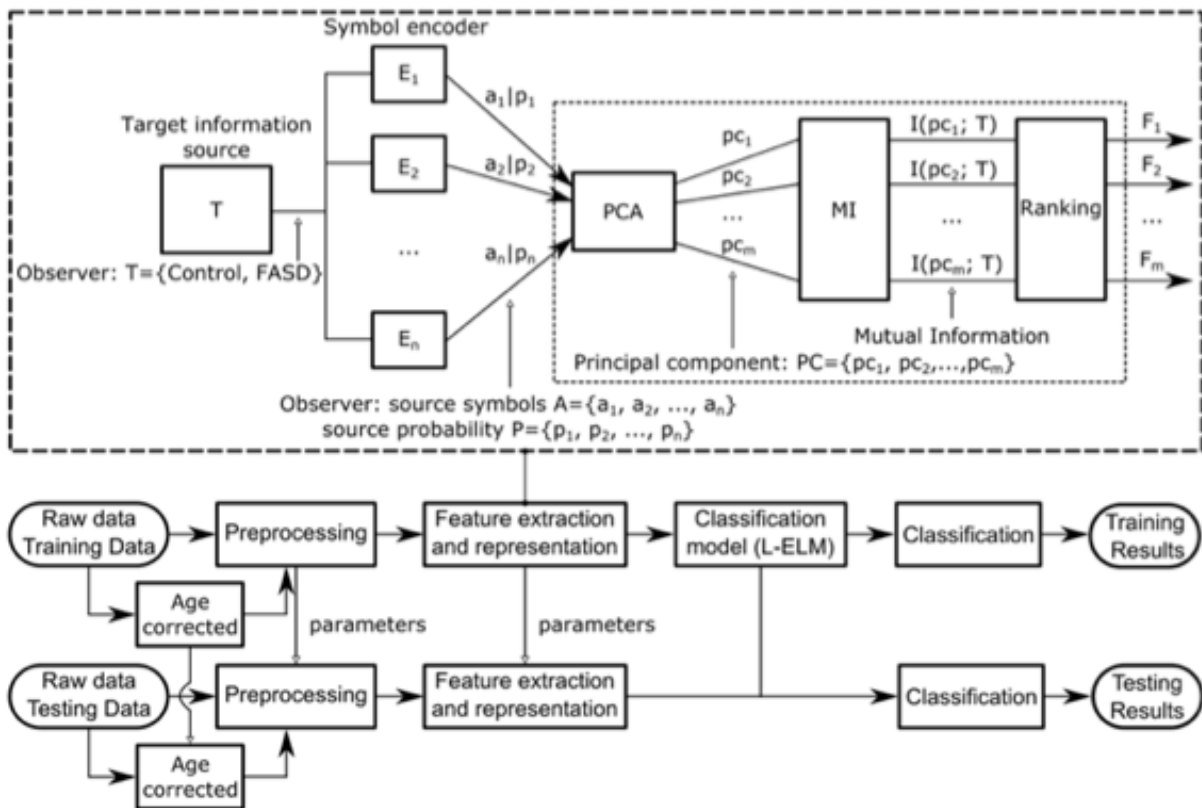 Symbol encoder
E1
a1|p1
Target information
source
T
E2
a2|p2
...
Observer: T={Control, FASD}
En
an|pn
PCA
pc1
pc2
...
pcm
MI
I(pc1; T)
I(pc2; T)
...
I(pcm; T)
Ranking
F1
F2
...
Fm
Mutual Information
Principal component: PC={pc1, pc2,...,pcm}
Observer: source symbols A={a1, a2, ..., an}
source probability P={p1, p2, ..., pn}
Raw data
Training Data
Preprocessing
Feature extraction
and representation
Classification
model (L-ELM)
Classification
Training
Results
Age
corrected
parameters
parameters
Raw data
Testing Data
Preprocessing
Feature extraction
and representation
Classification
Testing
Results
Age
corrected